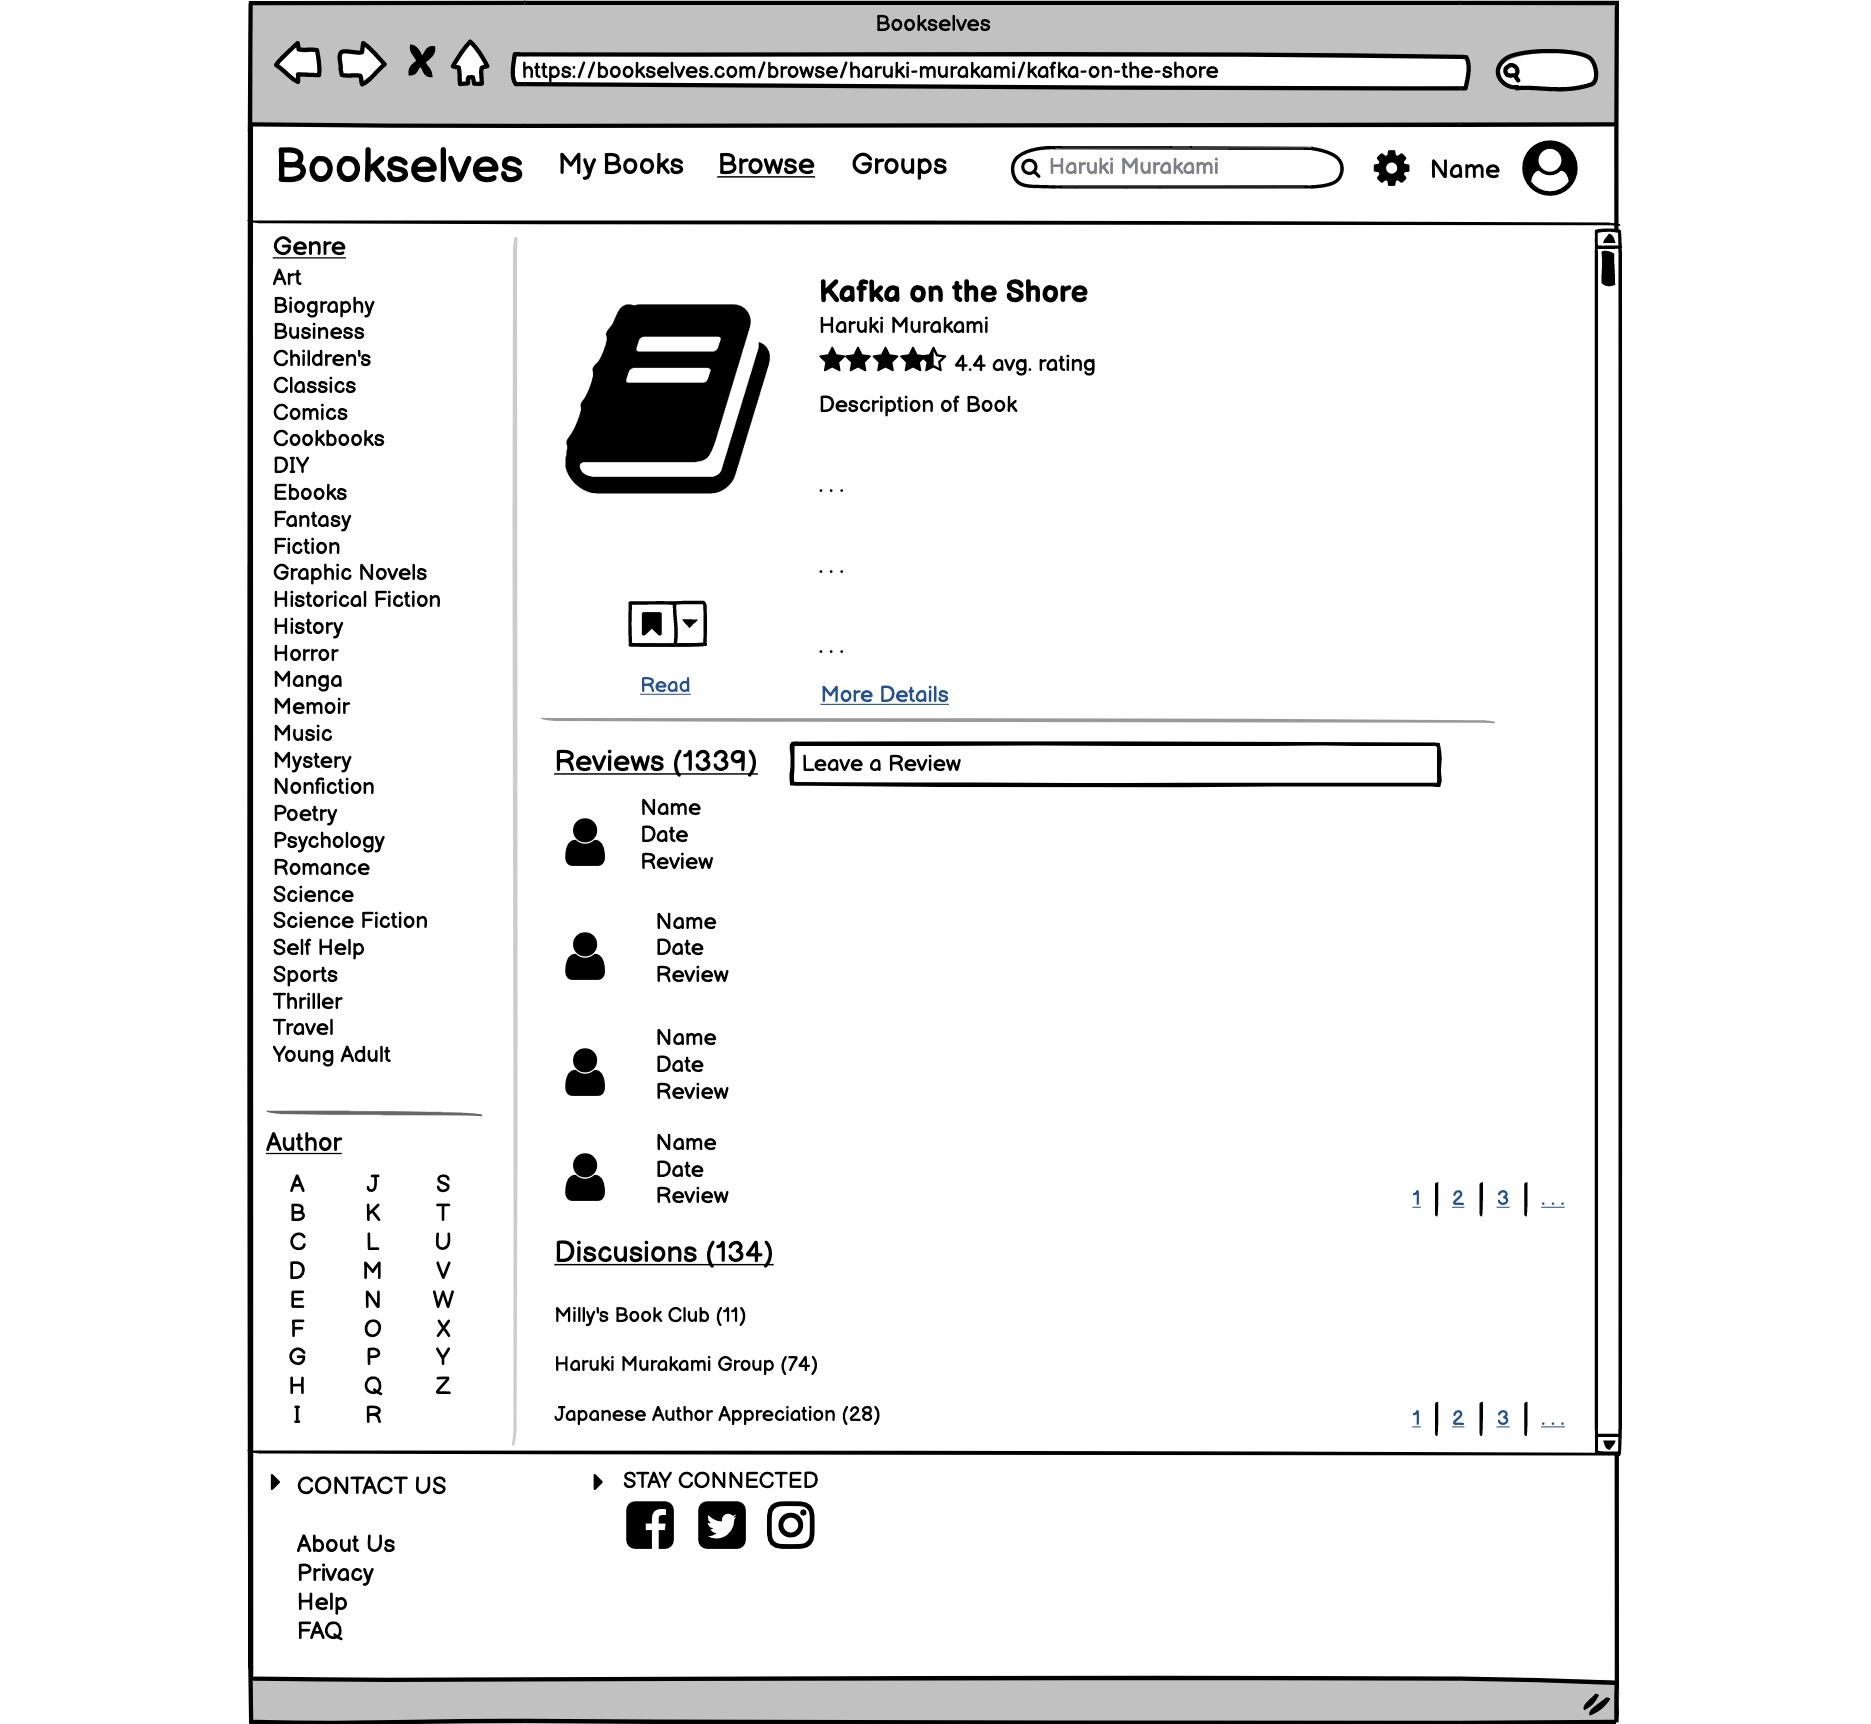 Bookselves
https://bookselves.com/browse/haruki-murakami/kafka-on-the-shore
Bookselves My Books Browse Groups Haruki Murakami Name
Genre
Art
Biography
Business
Children's
Classics
Comics
Cookbooks
DIY
Ebooks
Fantasy
Fiction
Graphic Novels
Historical Fiction
History
Horror
Manga
Memoir
Music
Mystery
Nonfiction
Poetry
Psychology
Romance
Science
Science Fiction
Self Help
Sports
Thriller
Travel
Young Adult
Author
A J S
B K T
C L U
D M V
E N W
F O X
G P Y
H Q Z
I R
Kafka on the Shore
Haruki Murakami
4.4 avg. rating
Description of Book
...
...
...
Read
More Details
Reviews (1339) Leave a Review
Name
Date
Review
Name
Date
Review
Name
Date
Review
Name
Date
Review
1 | 2 | 3 | ...
Discusions (134)
Milly's Book Club (11)
Haruki Murakami Group (74)
Japanese Author Appreciation (28)
1 | 2 | 3 | ...
CONTACT US
About Us
Privacy
Help
FAQ
STAY CONNECTED